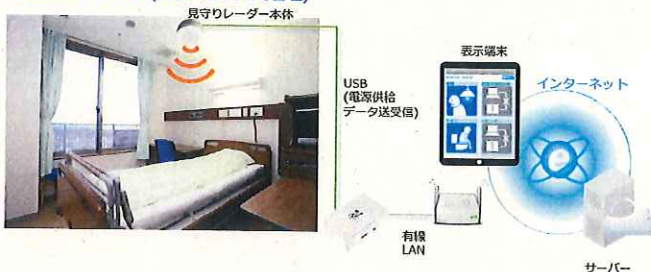 見守りレーダー本体
表示端末
インターネット
USB
(電源供給
データ送受信)
有線
LAN
サーバー